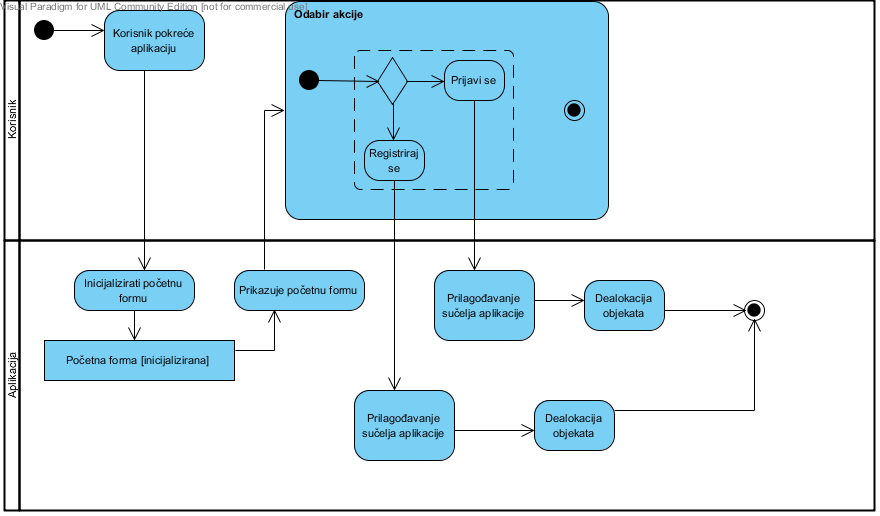 Visual Paradigm for UML Community Edition [not for commercial use]
Odabir akcije
Korisnik pokreće
aplikaciju
Prijavi se
Registriraj
se
Korisnik
Inicijalizirati početnu
formu
Prikazuje početnu formu
Prilagođavanje
sučelja aplikacije
Dealokacija
objekata
Početna forma [inicijalizirana]
Aplikacija
Prilagođavanje
sučelja aplikacije
Dealokacija
objekata